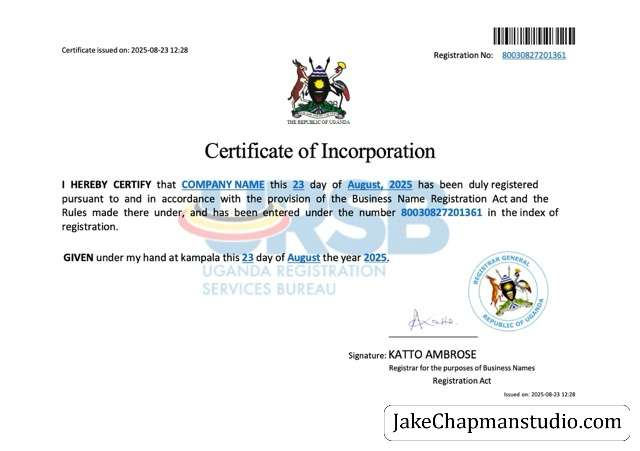 Certificate issued on: 2025-08-23 12:28
Registration No: 80030827201361
THE REPUBLIC OF UGANDA
Certificate of Incorporation
I HEREBY CERTIFY that COMPANY NAME this 23 day of August, 2025 has been duly registered
pursuant to and in accordance with the provision of the Business Name Registration Act and the
Rules made there under, and has been entered under the number 80030827201361 in the index of
registration.
URSB
GIVEN under my hand at kampala this 23 day of August the year 2025.
UGANDA REGISTRATION
SERVICES BUREAU
REGISTRAR GENERAL
REPUBLIC OF UGANDA
Signature: KATTO AMBROSE
Registrar for the purposes of Business Names
Registration Act
Issued on: 2025-08-23 12:28
JakeChapmanstudio.com